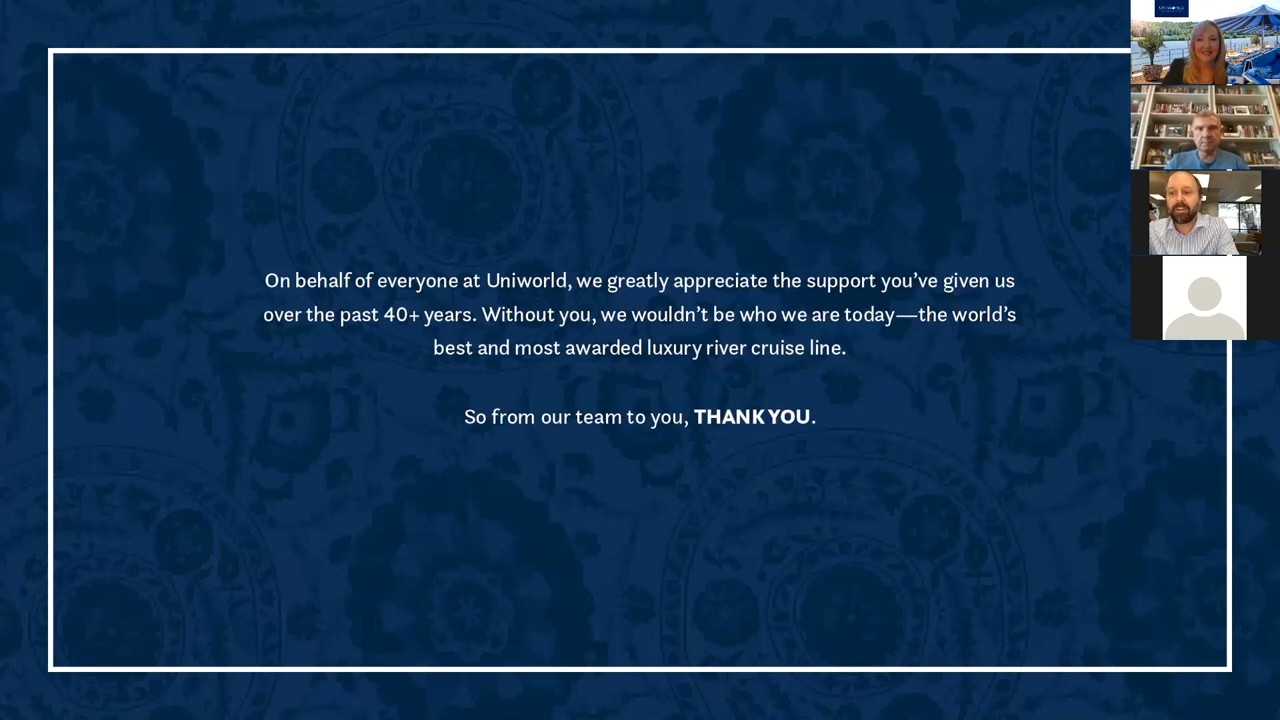 UNIWORLD
On behalf of everyone at Uniworld, we greatly appreciate the support you’ve given us
over the past 40+ years. Without you, we wouldn’t be who we are today—the world’s
best and most awarded luxury river cruise line.
So from our team to you, THANK YOU.